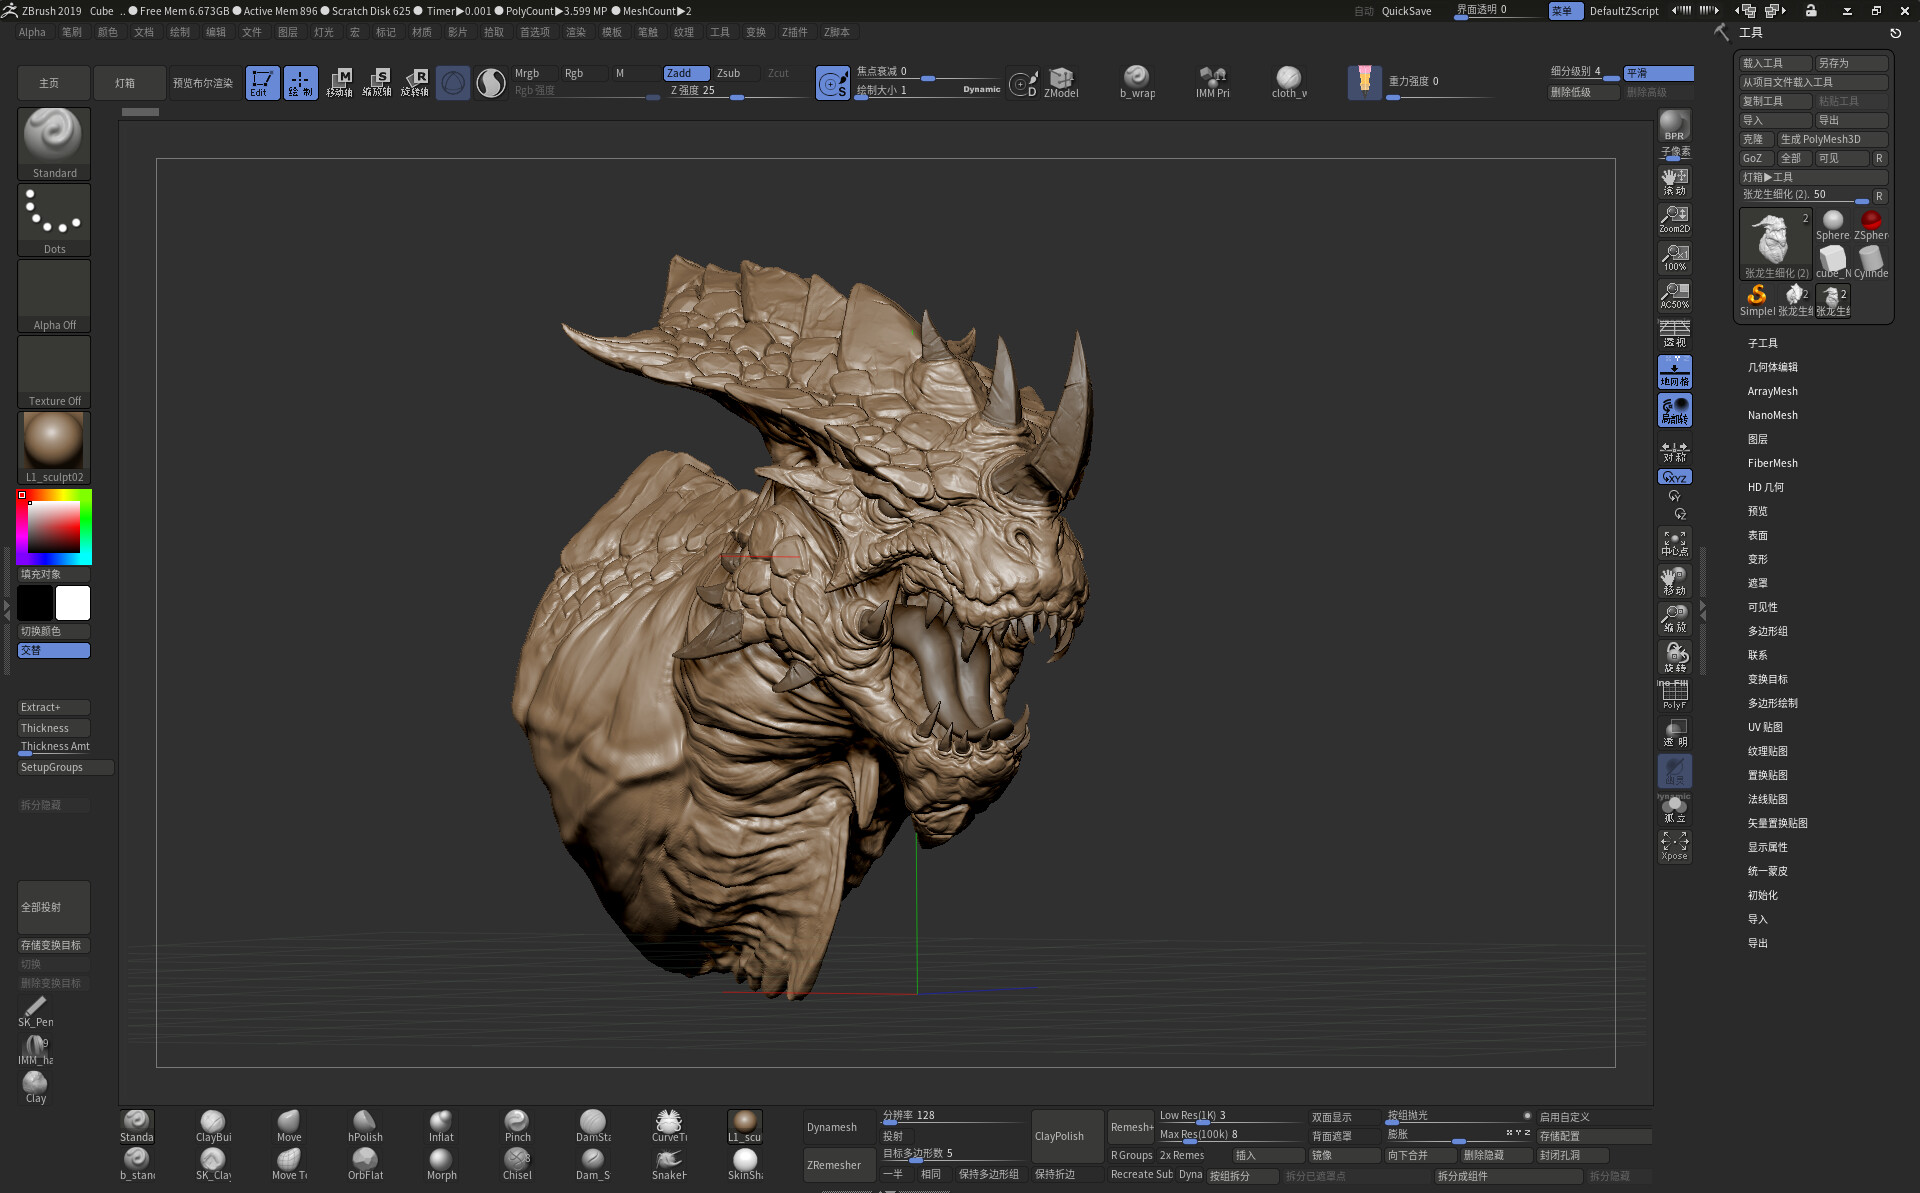 ZBrush 2019 Cube .. ● Free Mem 6.673GB ● Active Mem 896 ● Scratch Disk 625 ● Timer▶0.001 ● PolyCount▶3.599 MP ● MeshCount▶2 自动 QuickSave 界面透明 0 菜单 DefaultZScript
Alpha 笔刷 颜色 文档 绘制 编辑 文件 图层 灯光 宏 标记 材质 影片 拾取 首选项 渲染 模板 笔触 纹理 工具 变换 Z插件 Z脚本
主页 灯箱 预览布尔渲染 Edit 绘制 移动轴 缩放轴 旋转轴
M S R
Mrgb Rgb M Zadd Zsub Zcut
Rgb 强度 Z 强度 25
焦点衰减 0
绘制大小 1 Dynamic
S D
ZModel b_wrap IMM Pri cloth_w
11
重力强度 0
细分级别 4 平滑
删除低级 删除高级
Standard
Dots
Alpha Off
Texture Off
L1_sculpt02
填充对象
切换颜色
交替
Extract+
Thickness
Thickness Amt
SetupGroups
拆分隐藏
全部投射
存储变换目标
切换
删除变换目标
SK_Pen
9
IMM_ha
Clay
BPR
子像素
滚动
Zoom2D
100%
AC50%
透视
地网格
局部转
对称
XYZ
Y
Z
中心点
移动
缩放
旋转
PolyF
透明
Dynamic
孤立
Xpose
工具
载入工具 另存为
从项目文件载入工具
复制工具 粘贴工具
导入 导出
克隆 生成 PolyMesh3D
GoZ 全部 可见 R
灯箱▶工具
张龙生细化 (2). 50 R
2
Sphere ZSpher
张龙生细化 (2) cube_N Cylinde
2 2
SimpleI 张龙生细 张龙生细
子工具
几何体编辑
ArrayMesh
NanoMesh
图层
FiberMesh
HD 几何
预览
表面
变形
遮罩
可见性
多边形组
联系
变换目标
多边形绘制
UV 贴图
纹理贴图
置换贴图
法线贴图
矢量置换贴图
显示属性
统一蒙皮
初始化
导入
导出
Standa ClayBui Move hPolish Inflat Pinch DamSta CurveTu L1_scu
b_stand SK_Clay Move T OrbFlat Morph Chisel Dam_S SnakeH SkinSha
8
Dynamesh
ZRemesher
分辨率 128
投射
目标多边形数 5
一半 相同 保持多边形组 保持折边
ClayPolish
Remesh+
Low Res(1K) 3 双面显示 按组抛光 启用自定义
Max Res(100k) 8 背面遮罩 膨胀 X Y Z 存储配置
R Groups 2x Remes 插入 镜像 向下合并 删除隐藏 封闭孔洞
Recreate Sub Dyna 按组拆分 拆分已遮罩点 拆分成组件 拆分隐藏